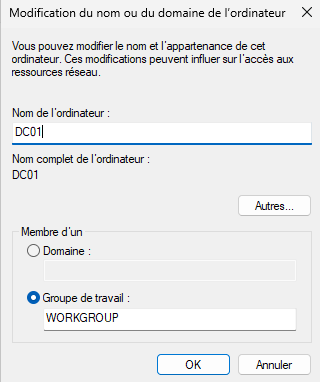 Modification du nom ou du domaine de l'ordinateur
Vous pouvez modifier le nom et l'appartenance de cet
ordinateur. Ces modifications peuvent influer sur l'accès aux
ressources réseau.
Nom de l'ordinateur :
DC01
Nom complet de l'ordinateur :
DC01
Autres...
Membre d'un
Domaine :
Groupe de travail :
WORKGROUP
OK
Annuler